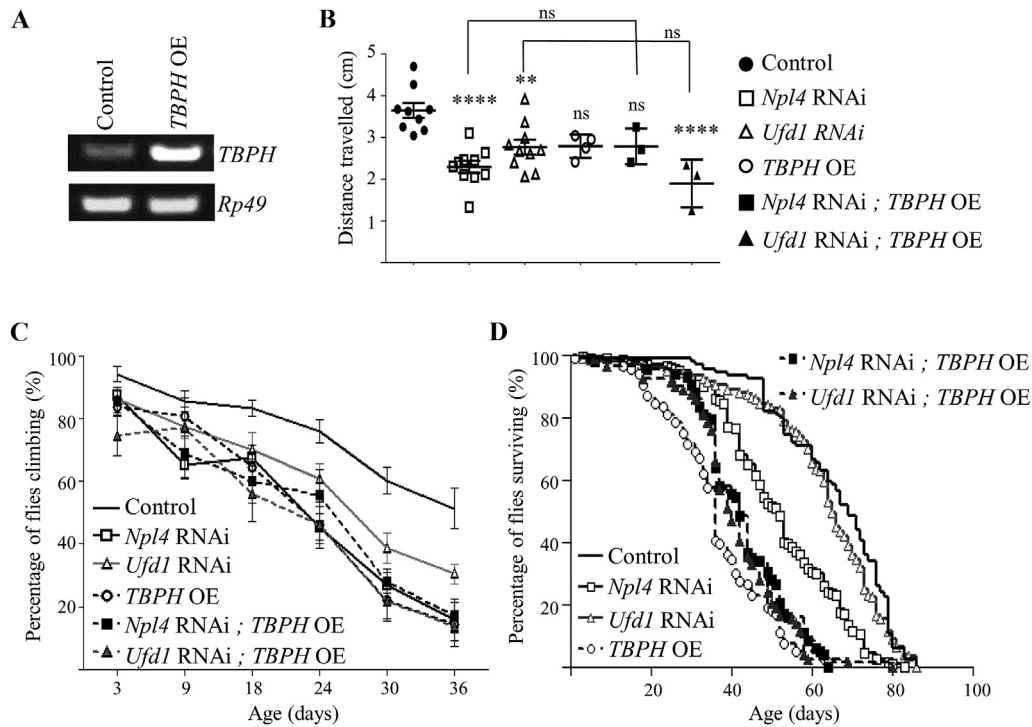 A
Control
TBPH OE
TBPH
Rp49
B
ns
ns
5
4
3
2
1
Distance travelled (cm)
****
**
ns
ns
****
Control
Npl4 RNAi
Ufd1 RNAi
TBPH OE
Npl4 RNAi ; TBPH OE
Ufd1 RNAi ; TBPH OE
C
100
80
60
40
20
Percentage of flies climbing (%)
Control
Npl4 RNAi
Ufd1 RNAi
TBPH OE
Npl4 RNAi ; TBPH OE
Ufd1 RNAi ; TBPH OE
3 9 18 24 30 36
Age (days)
D
Npl4 RNAi ; TBPH OE
Ufd1 RNAi ; TBPH OE
100
80
60
40
20
Percentage of flies surviving (%)
Control
Npl4 RNAi
Ufd1 RNAi
TBPH OE
20 40 60 80 100
Age (days)